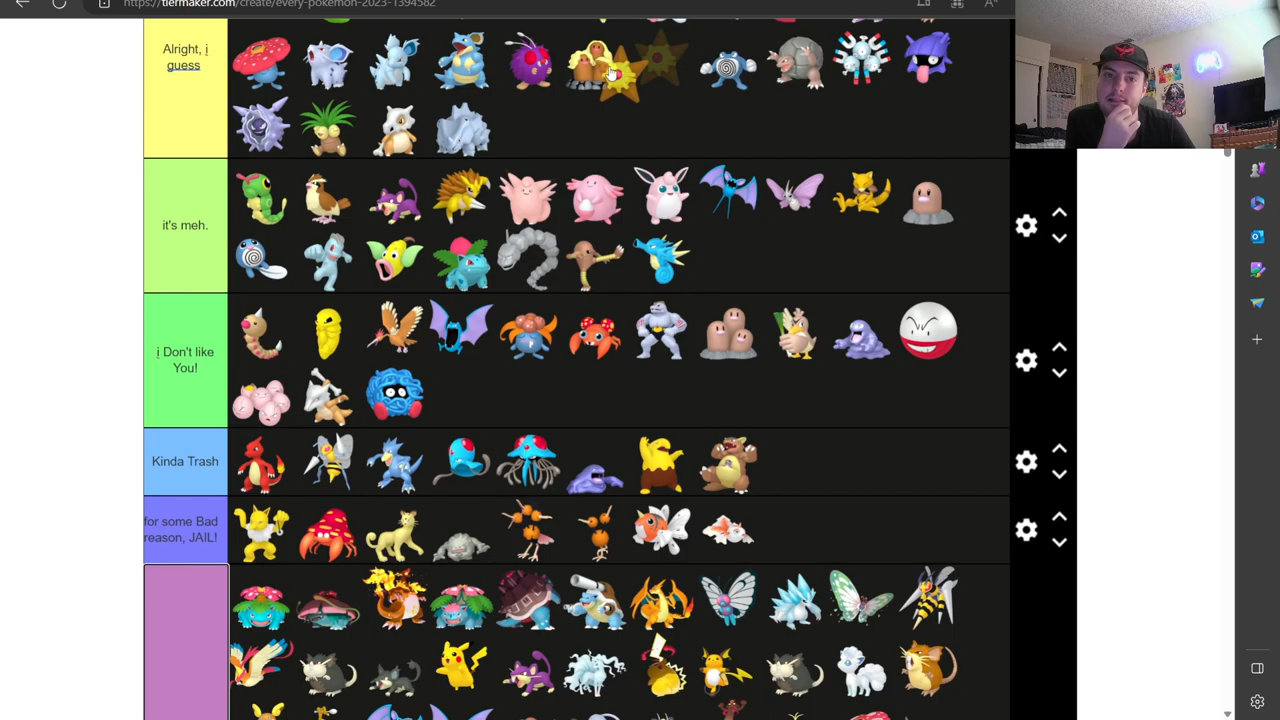 https://tiermaker.com/create/every-pokemon-2023-1394582
Alright, i
guess
it's meh.
i Don't like
You!
Kinda Trash
for some Bad
reason, JAIL!